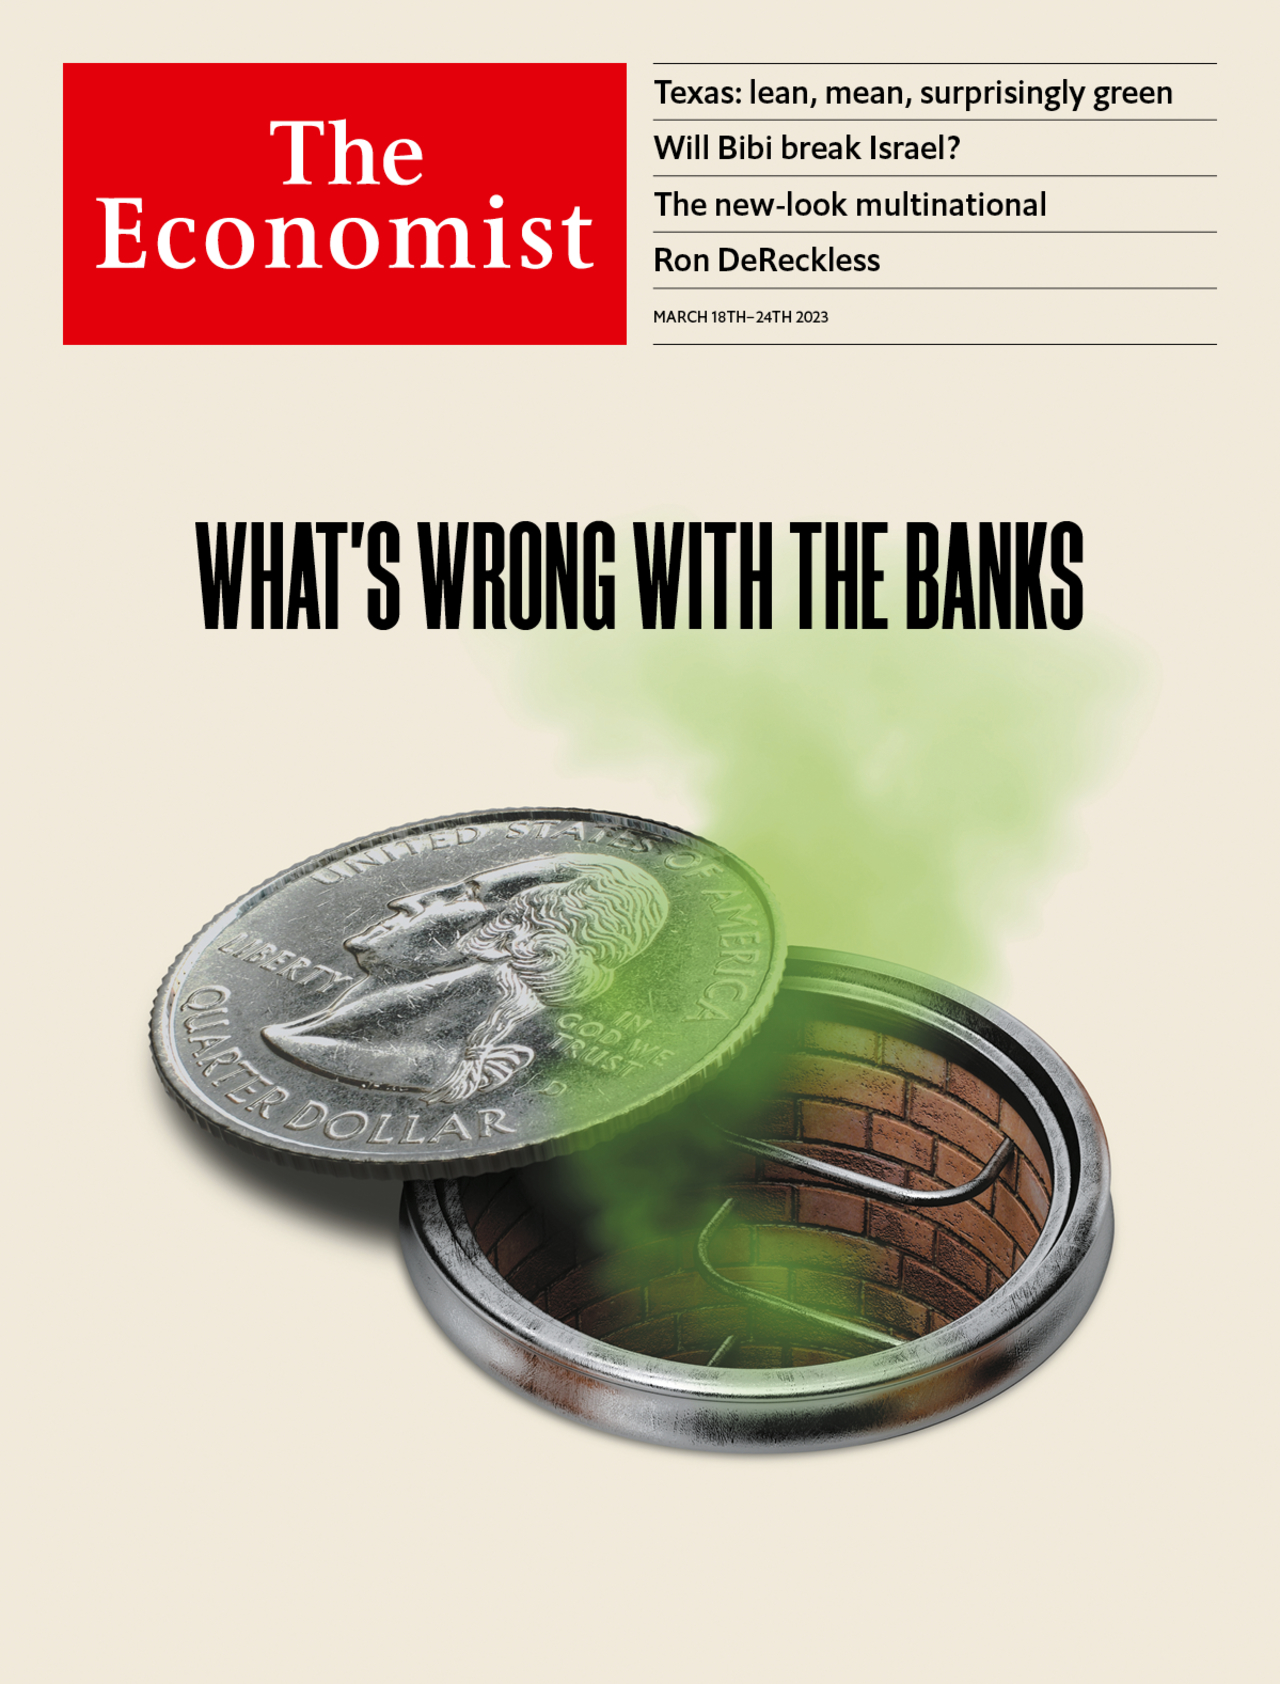 The
Economist
Texas: lean, mean, surprisingly green
Will Bibi break Israel?
The new-look multinational
Ron DeReckless
MARCH 18TH–24TH 2023
WHAT'S WRONG WITH THE BANKS
UNITED STATES OF AMERICA
LIBERTY
IN
GOD WE
TRUST
D
QUARTER DOLLAR